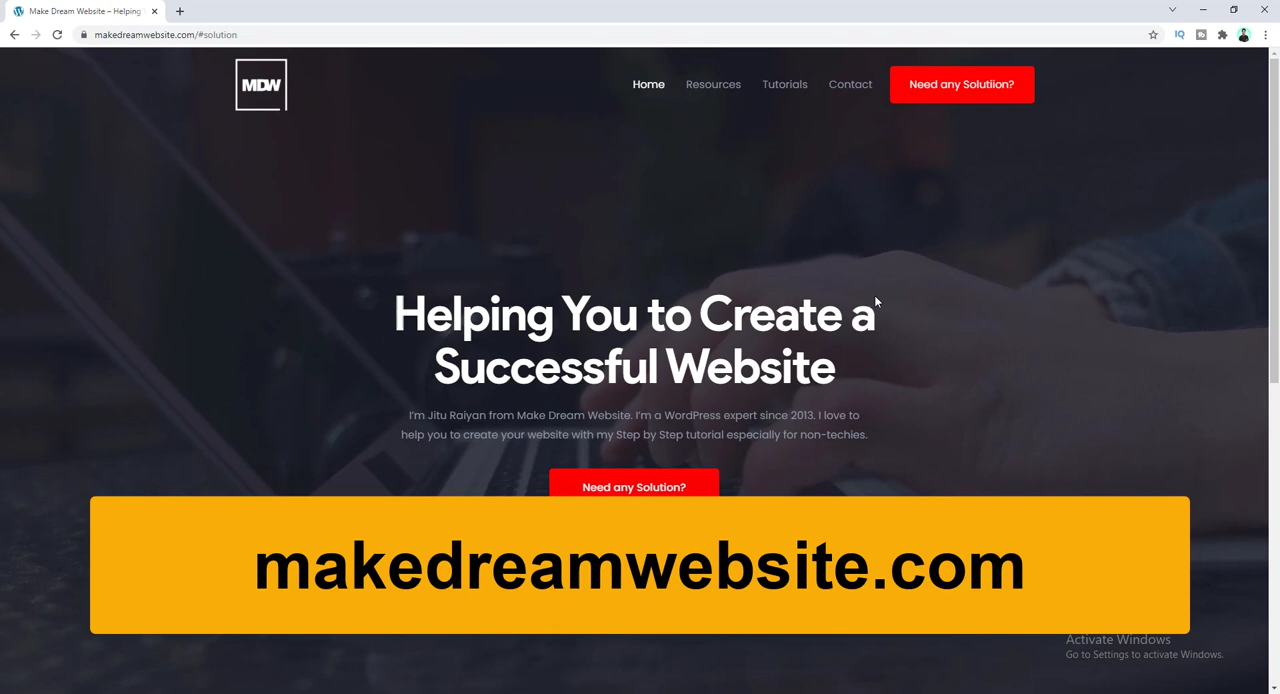 Make Dream Website – Helping
makedreamwebsite.com/#solution
MDW
Home
Resources
Tutorials
Contact
Need any Solutiion?
Helping You to Create a
Successful Website
I'm Jitu Raiyan from Make Dream Website. I'm a WordPress expert since 2013. I love to
help you to create your website with my Step by Step tutorial especially for non-techies.
Need any Solution?
makedreamwebsite.com
Activate Windows
Go to Settings to activate Windows.